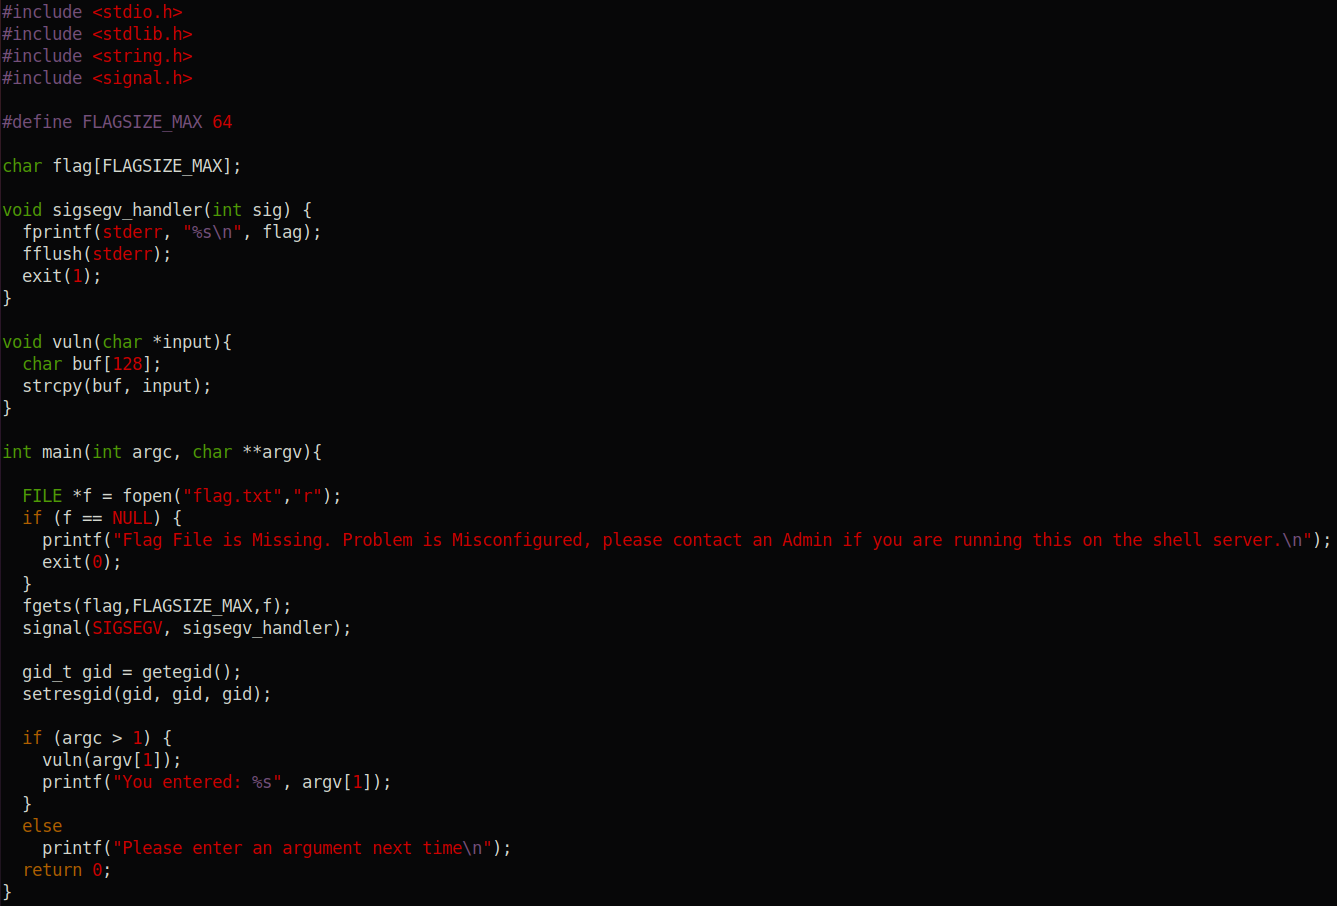 #include <stdio.h>
#include <stdlib.h>
#include <string.h>
#include <signal.h>

#define FLAGSIZE_MAX 64

char flag[FLAGSIZE_MAX];

void sigsegv_handler(int sig) {
  fprintf(stderr, "%s\n", flag);
  fflush(stderr);
  exit(1);
}

void vuln(char *input){
  char buf[128];
  strcpy(buf, input);
}

int main(int argc, char **argv){

  FILE *f = fopen("flag.txt","r");
  if (f == NULL) {
    printf("Flag File is Missing. Problem is Misconfigured, please contact an Admin if you are running this on the shell server.\n");
    exit(0);
  }
  fgets(flag,FLAGSIZE_MAX,f);
  signal(SIGSEGV, sigsegv_handler);

  gid_t gid = getegid();
  setresgid(gid, gid, gid);

  if (argc > 1) {
    vuln(argv[1]);
    printf("You entered: %s", argv[1]);
  }
  else
    printf("Please enter an argument next time\n");
  return 0;
}